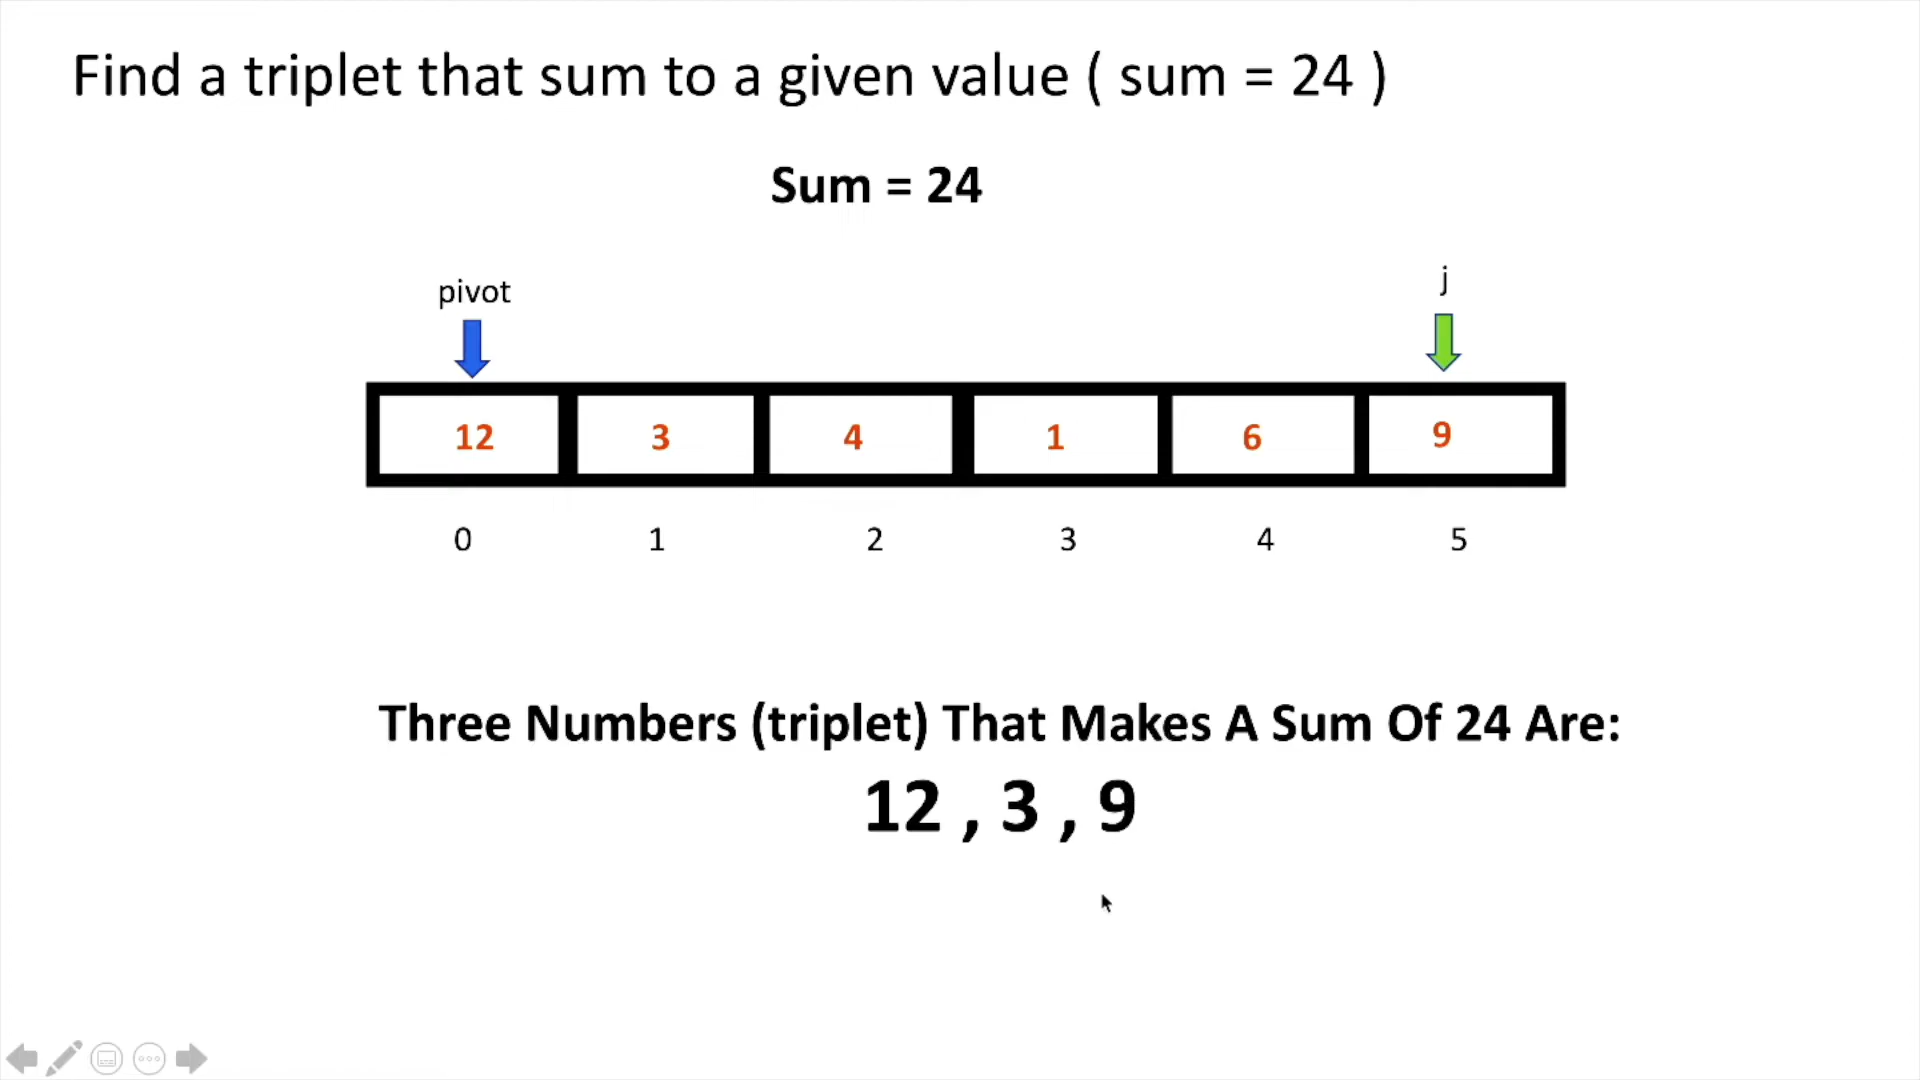 Find a triplet that sum to a given value ( sum = 24 )
Sum = 24
pivot j
12 3 4 1 6 9
0 1 2 3 4 5
Three Numbers (triplet) That Makes A Sum Of 24 Are:
12 , 3 , 9